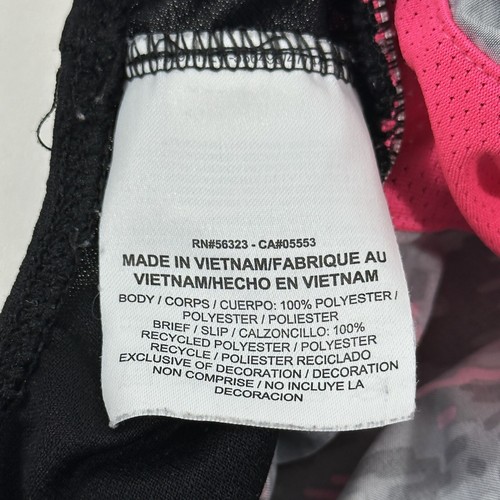 RN#56323 - CA#05553
MADE IN VIETNAM/FABRIQUE AU
VIETNAM/HECHO EN VIETNAM
BODY / CORPS / CUERPO: 100% POLYESTER /
POLYESTER / POLIESTER
BRIEF / SLIP / CALZONCILLO: 100%
RECYCLED POLYESTER / POLYESTER
RECYCLE / POLIESTER RECICLADO
EXCLUSIVE OF DECORATION / DECORATION
NON COMPRISE / NO INCLUYE LA
DECORACION